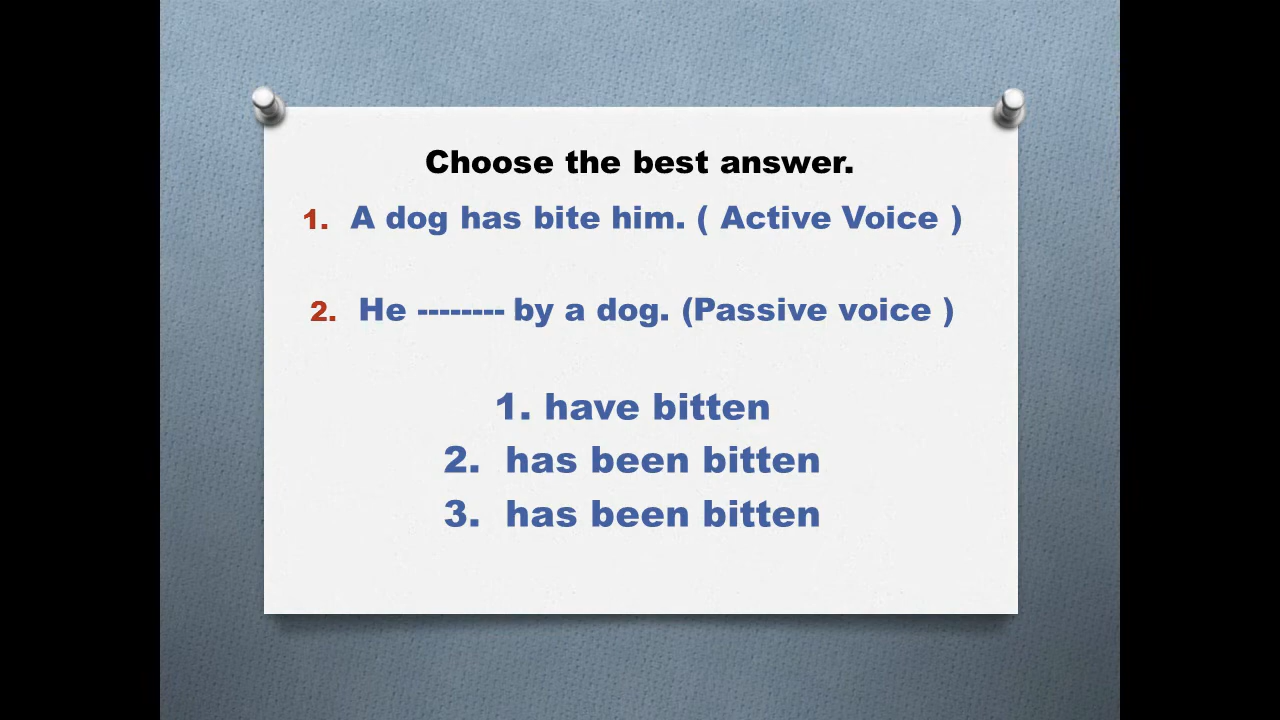 Choose the best answer.
1. A dog has bite him. ( Active Voice )
2. He -------- by a dog. (Passive voice )
1. have bitten
2. has been bitten
3. has been bitten